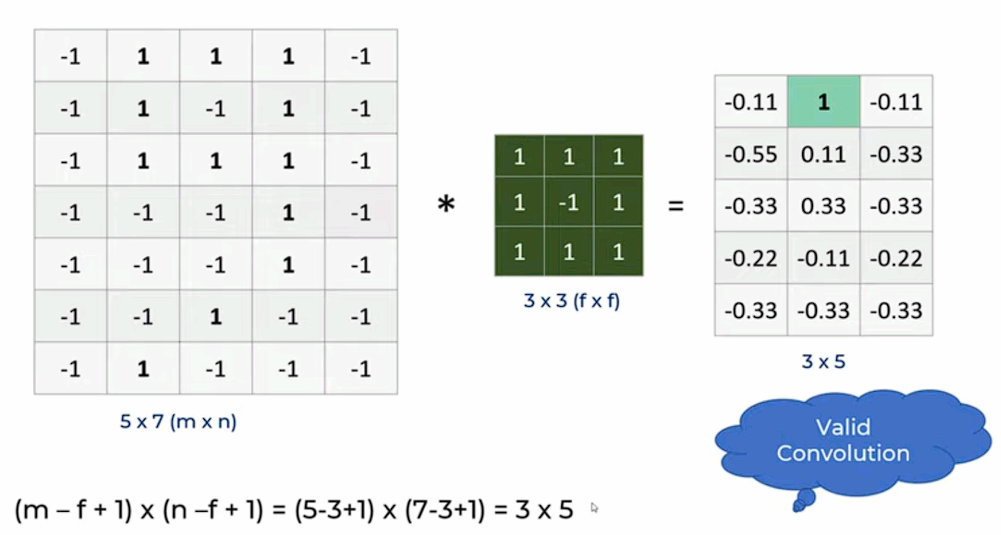 -1 1 1 1 -1
-1 1 -1 1 -1
-1 1 1 1 -1
-1 -1 -1 1 -1
-1 -1 -1 1 -1
-1 -1 1 -1 -1
-1 1 -1 -1 -1
5 x 7 (m x n)
*
1 1 1
1 -1 1
1 1 1
3 x 3 (f x f)
=
-0.11 1 -0.11
-0.55 0.11 -0.33
-0.33 0.33 -0.33
-0.22 -0.11 -0.22
-0.33 -0.33 -0.33
3 x 5
Valid
Convolution
(m – f + 1) x (n –f + 1) = (5-3+1) x (7-3+1) = 3 x 5